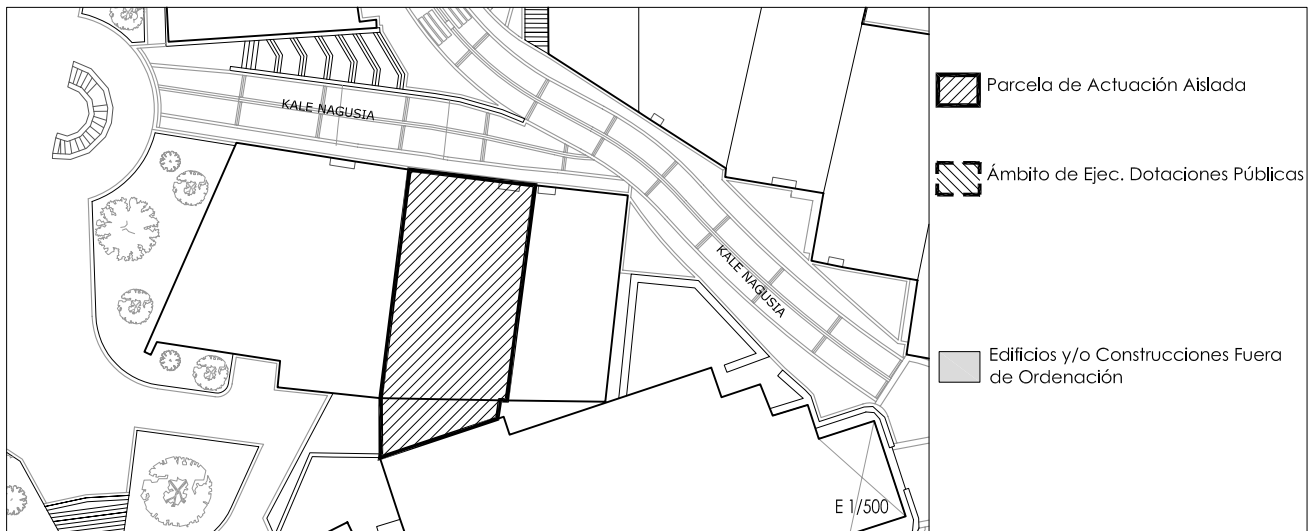 KALE NAGUSIA
KALE NAGUSIA
E 1/500
Parcela de Actuación Aislada
Ámbito de Ejec. Dotaciones Públicas
Edificios y/o Construcciones Fuera
de Ordenación